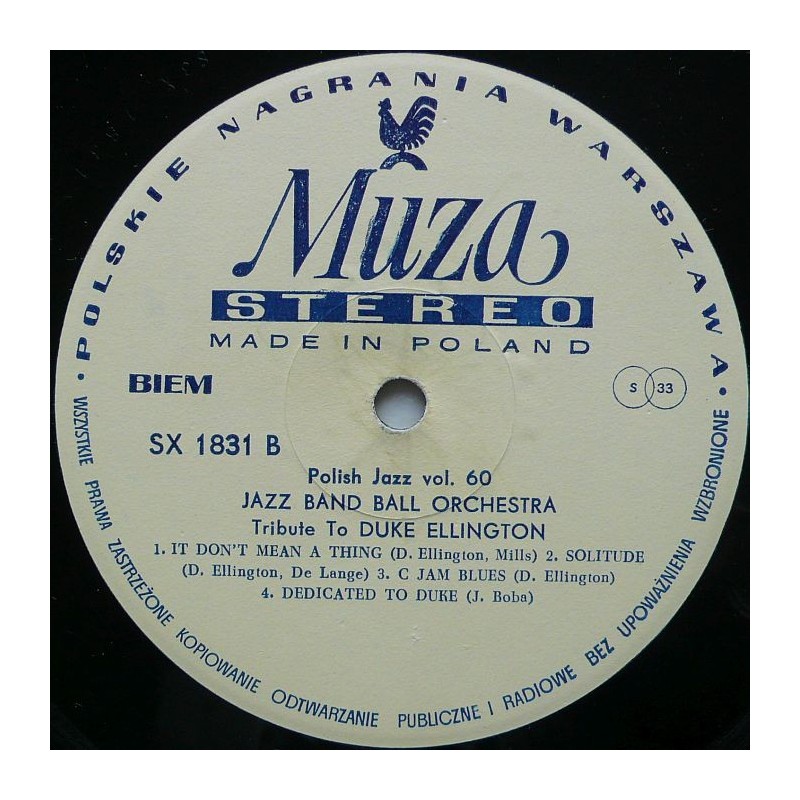 • POLSKIE NAGRANIA WARSZAWA •
Muza
STEREO
MADE IN POLAND
BIEM
S 33
SX 1831 B
Polish Jazz vol. 60
JAZZ BAND BALL ORCHESTRA
Tribute To DUKE ELLINGTON
1. IT DON'T MEAN A THING (D. Ellington, Mills) 2. SOLITUDE
(D. Ellington, De Lange) 3. C JAM BLUES (D. Ellington)
4. DEDICATED TO DUKE (J. Boba)
WSZYSTKIE PRAWA ZASTRZEŻONE KOPIOWANIE ODTWARZANIE PUBLICZNE I RADIOWE BEZ UPOWAŻNIENIA WZBRONIONE